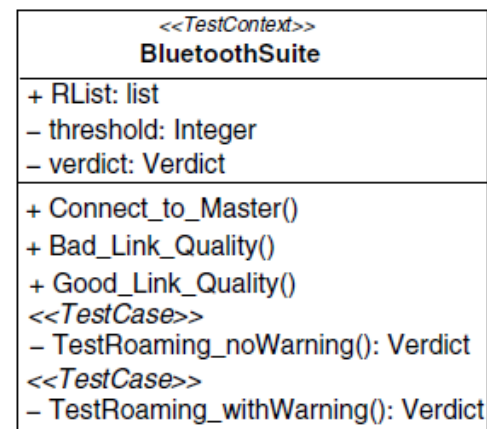 <<TestContext>>
BluetoothSuite
+ RList: list
– threshold: Integer
– verdict: Verdict
+ Connect_to_Master()
+ Bad_Link_Quality()
+ Good_Link_Quality()
<<TestCase>>
– TestRoaming_noWarning(): Verdict
<<TestCase>>
– TestRoaming_withWarning(): Verdict